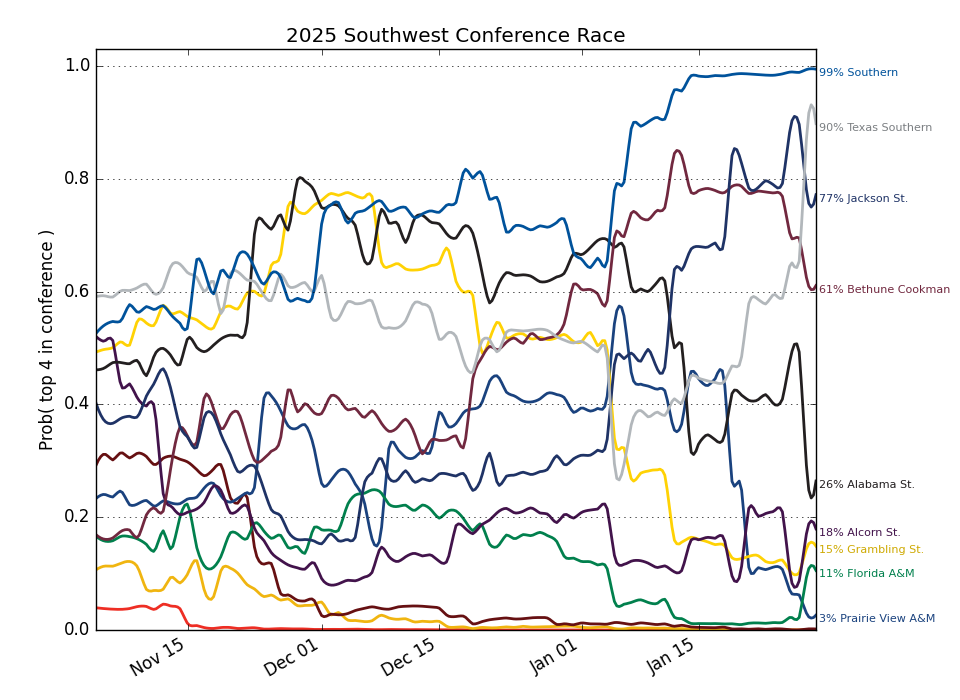 2025 Southwest Conference Race
Prob( top 4 in conference )
1.0
0.8
0.6
0.4
0.2
0.0
Nov 15
Dec 01
Dec 15
Jan 01
Jan 15
99% Southern
90% Texas Southern
77% Jackson St.
61% Bethune Cookman
26% Alabama St.
18% Alcorn St.
15% Grambling St.
11% Florida A&M
3% Prairie View A&M